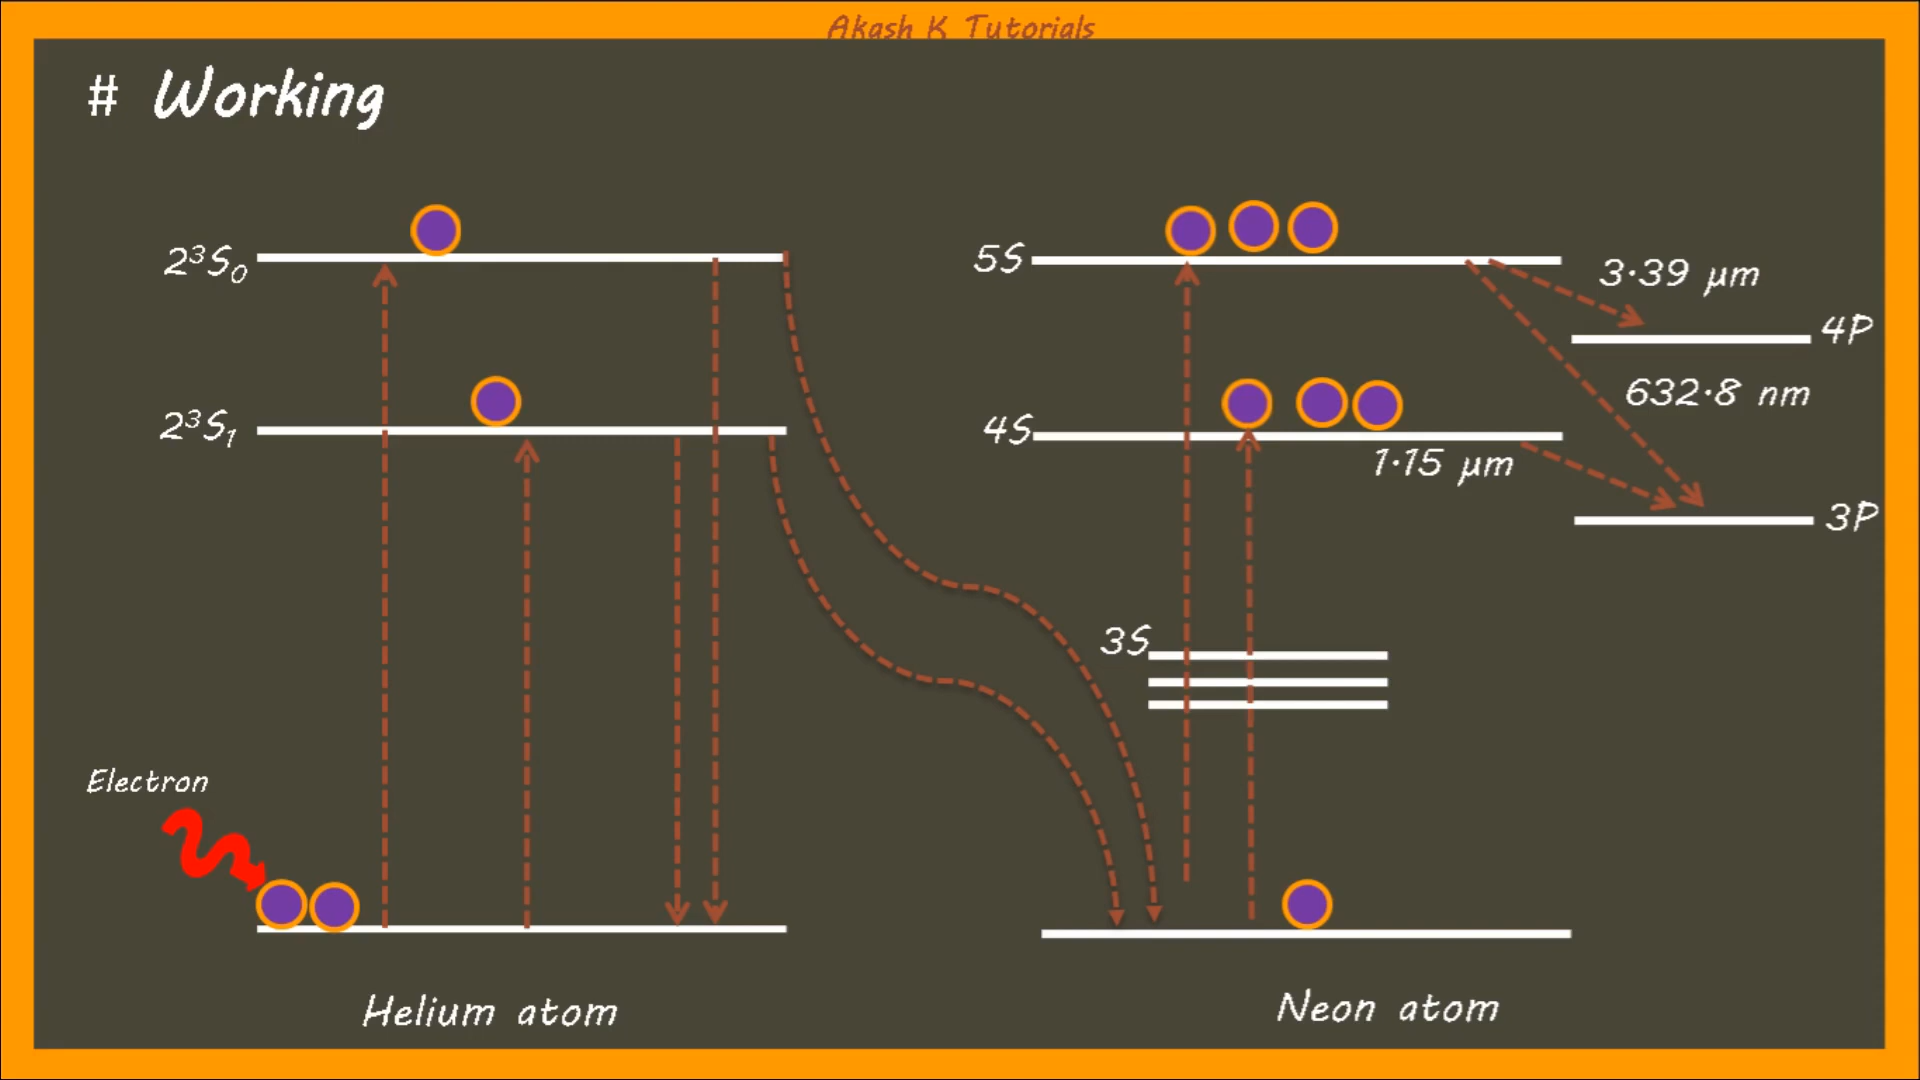 Akash K Tutorials
# Working
2³S₀
5S
3·39 μm
4P
632·8 nm
2³S₁
4S
1·15 μm
3P
3S
Electron
Helium atom
Neon atom